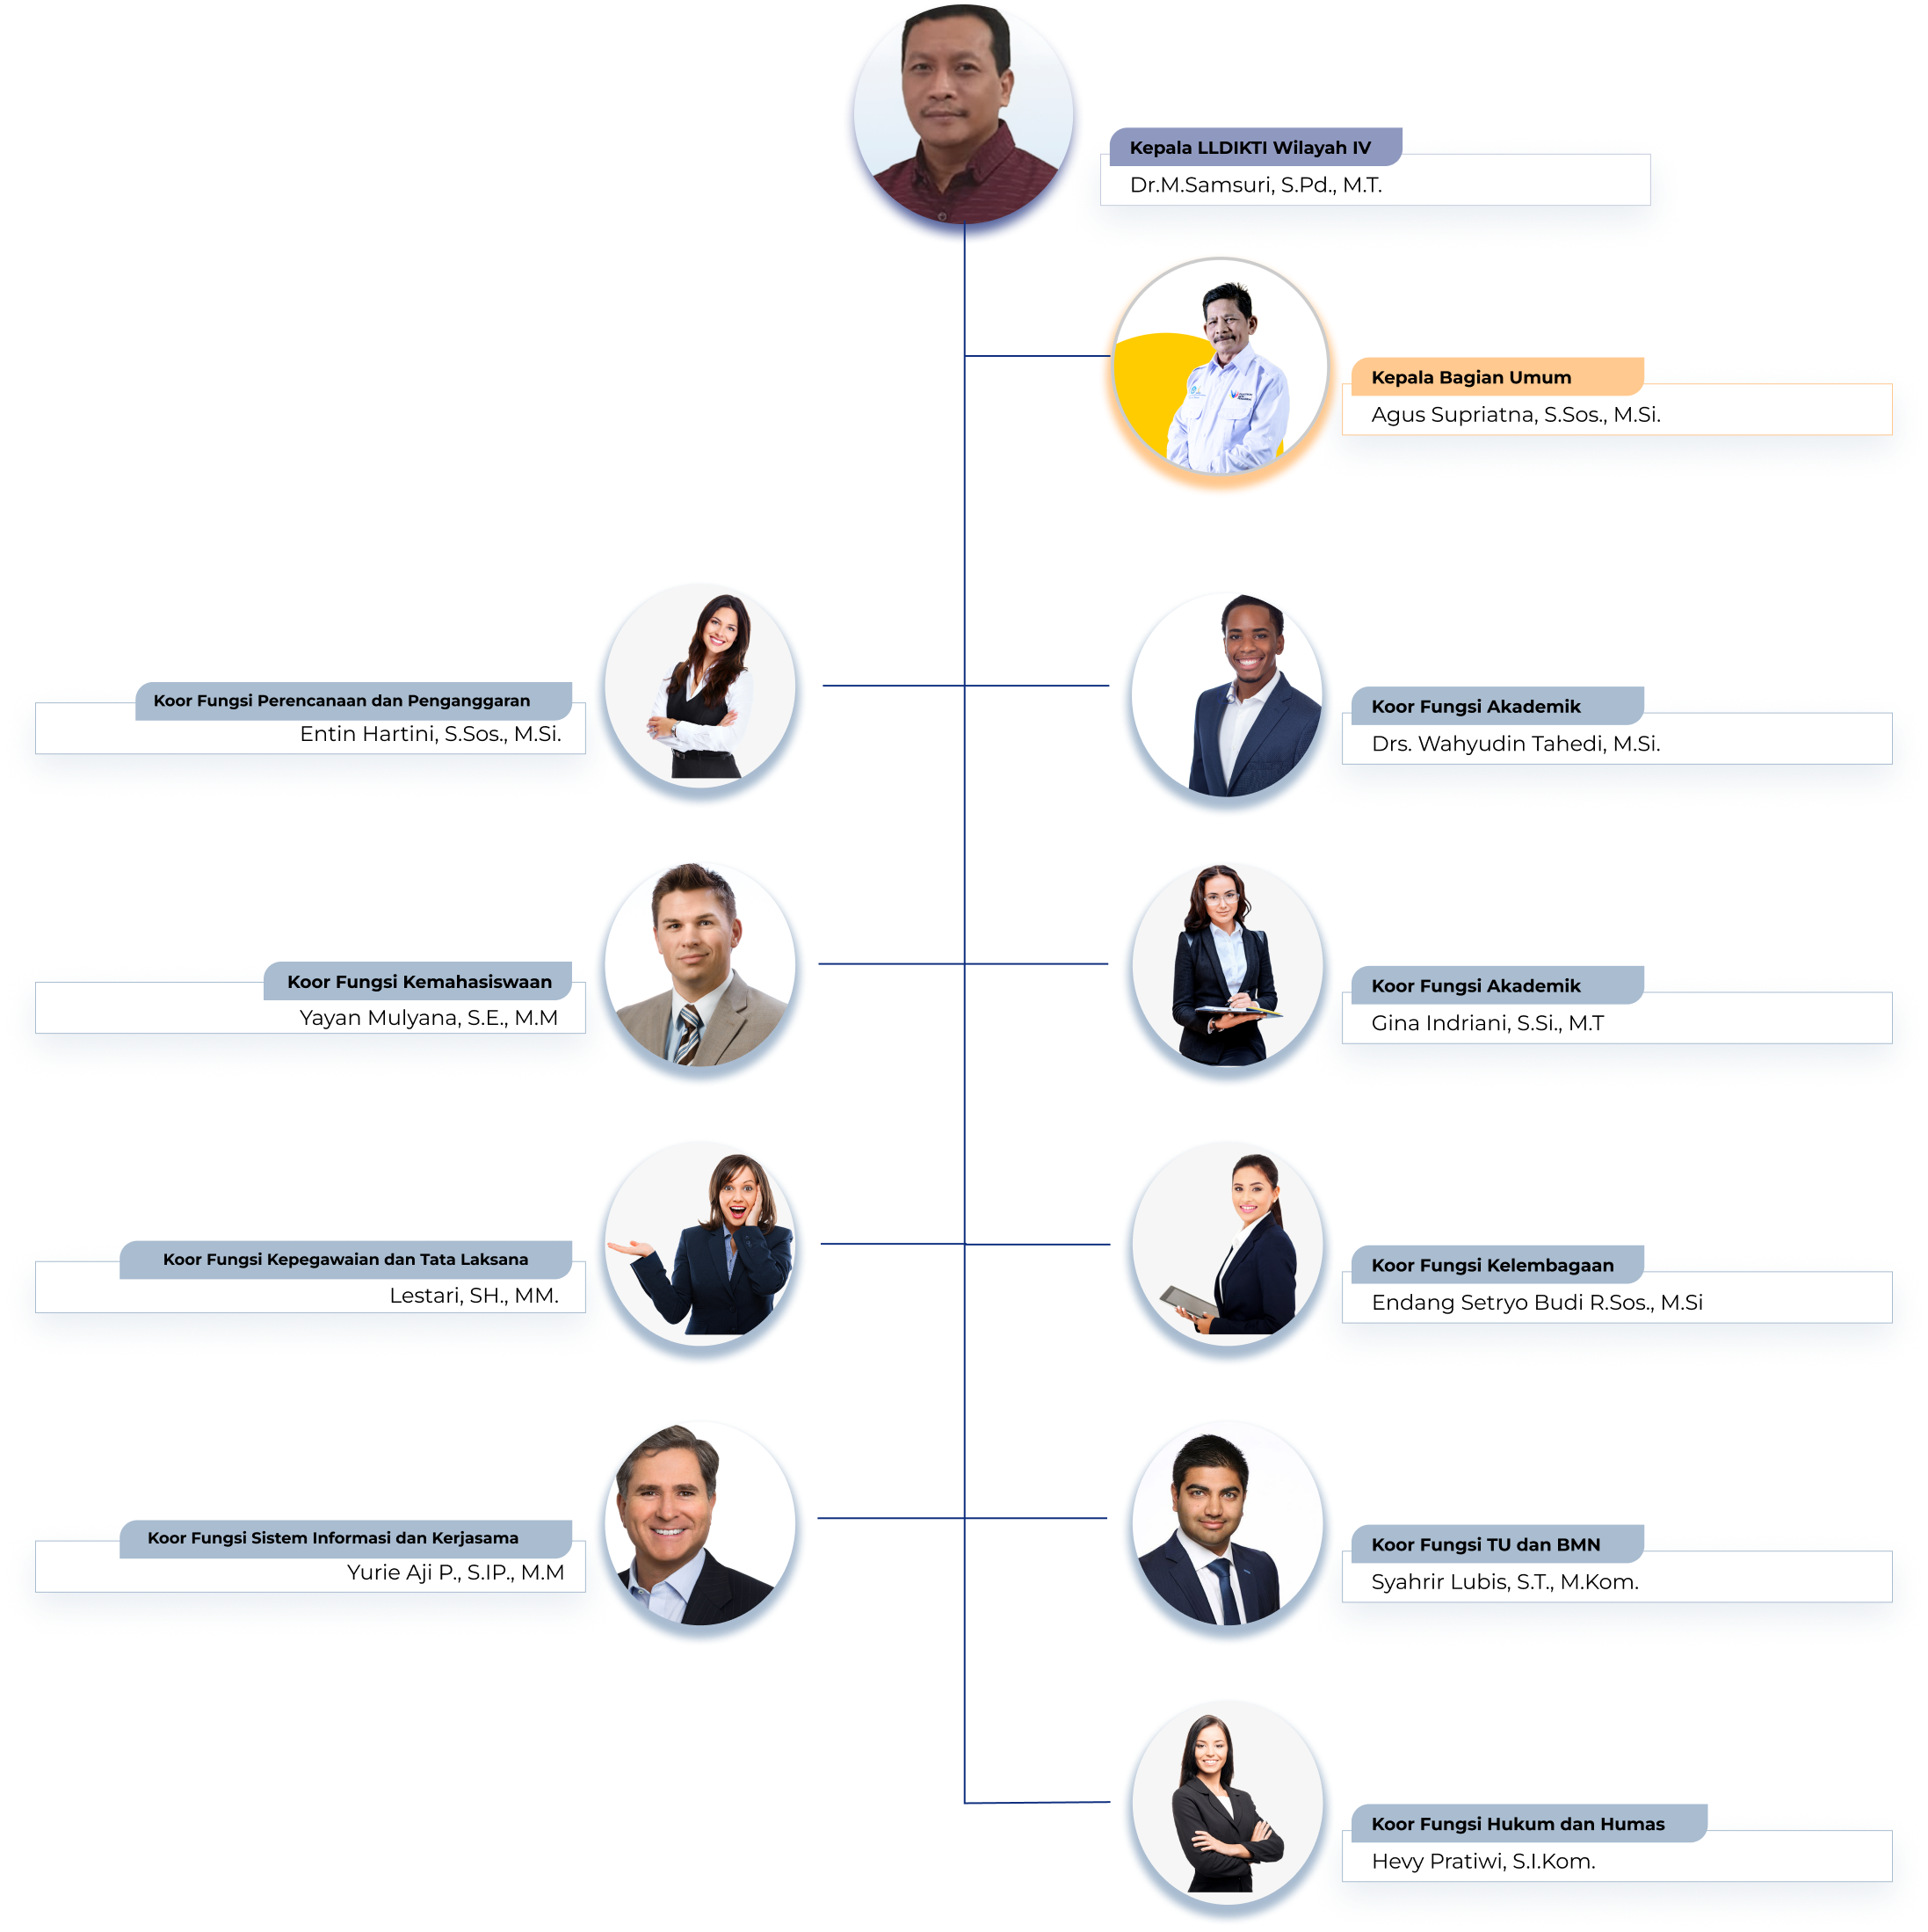 Kepala LLDIKTI Wilayah IV
Dr.M.Samsuri, S.Pd., M.T.
Kepala Bagian Umum
Agus Supriatna, S.Sos., M.Si.
Koor Fungsi Perencanaan dan Penganggaran
Entin Hartini, S.Sos., M.Si.
Koor Fungsi Akademik
Drs. Wahyudin Tahedi, M.Si.
Koor Fungsi Kemahasiswaan
Yayan Mulyana, S.E., M.M
Koor Fungsi Akademik
Gina Indriani, S.Si., M.T
Koor Fungsi Kepegawaian dan Tata Laksana
Lestari, SH., MM.
Koor Fungsi Kelembagaan
Endang Setryo Budi R.Sos., M.Si
Koor Fungsi Sistem Informasi dan Kerjasama
Yurie Aji P., S.IP., M.M
Koor Fungsi TU dan BMN
Syahrir Lubis, S.T., M.Kom.
Koor Fungsi Hukum dan Humas
Hevy Pratiwi, S.I.Kom.